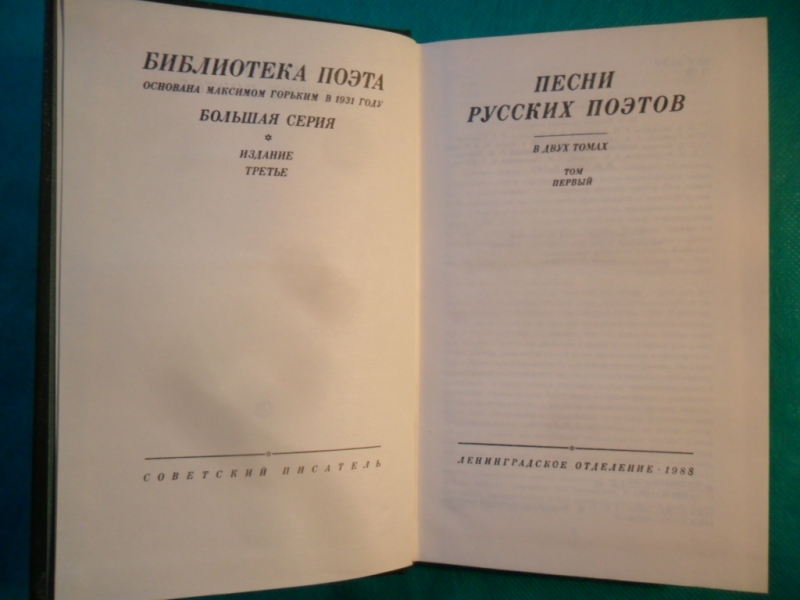 БИБЛИОТЕКА ПОЭТА
ОСНОВАНА МАКСИМОМ ГОРЬКИМ В 1931 ГОДУ
БОЛЬШАЯ СЕРИЯ
*
ИЗДАНИЕ
ТРЕТЬЕ
СОВЕТСКИЙ ПИСАТЕЛЬ
ПЕСНИ
РУССКИХ ПОЭТОВ
В ДВУХ ТОМАХ
ТОМ
ПЕРВЫЙ
ЛЕНИНГРАДСКОЕ ОТДЕЛЕНИЕ · 1988